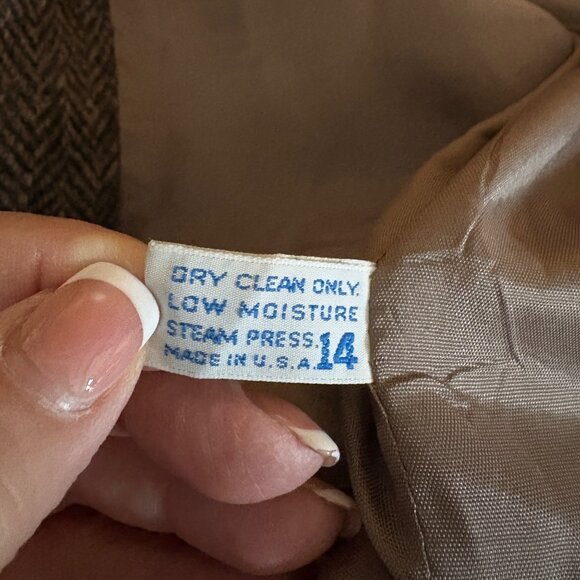 DRY CLEAN ONLY.
LOW MOISTURE
STEAM PRESS.
MADE IN U.S.A. 14